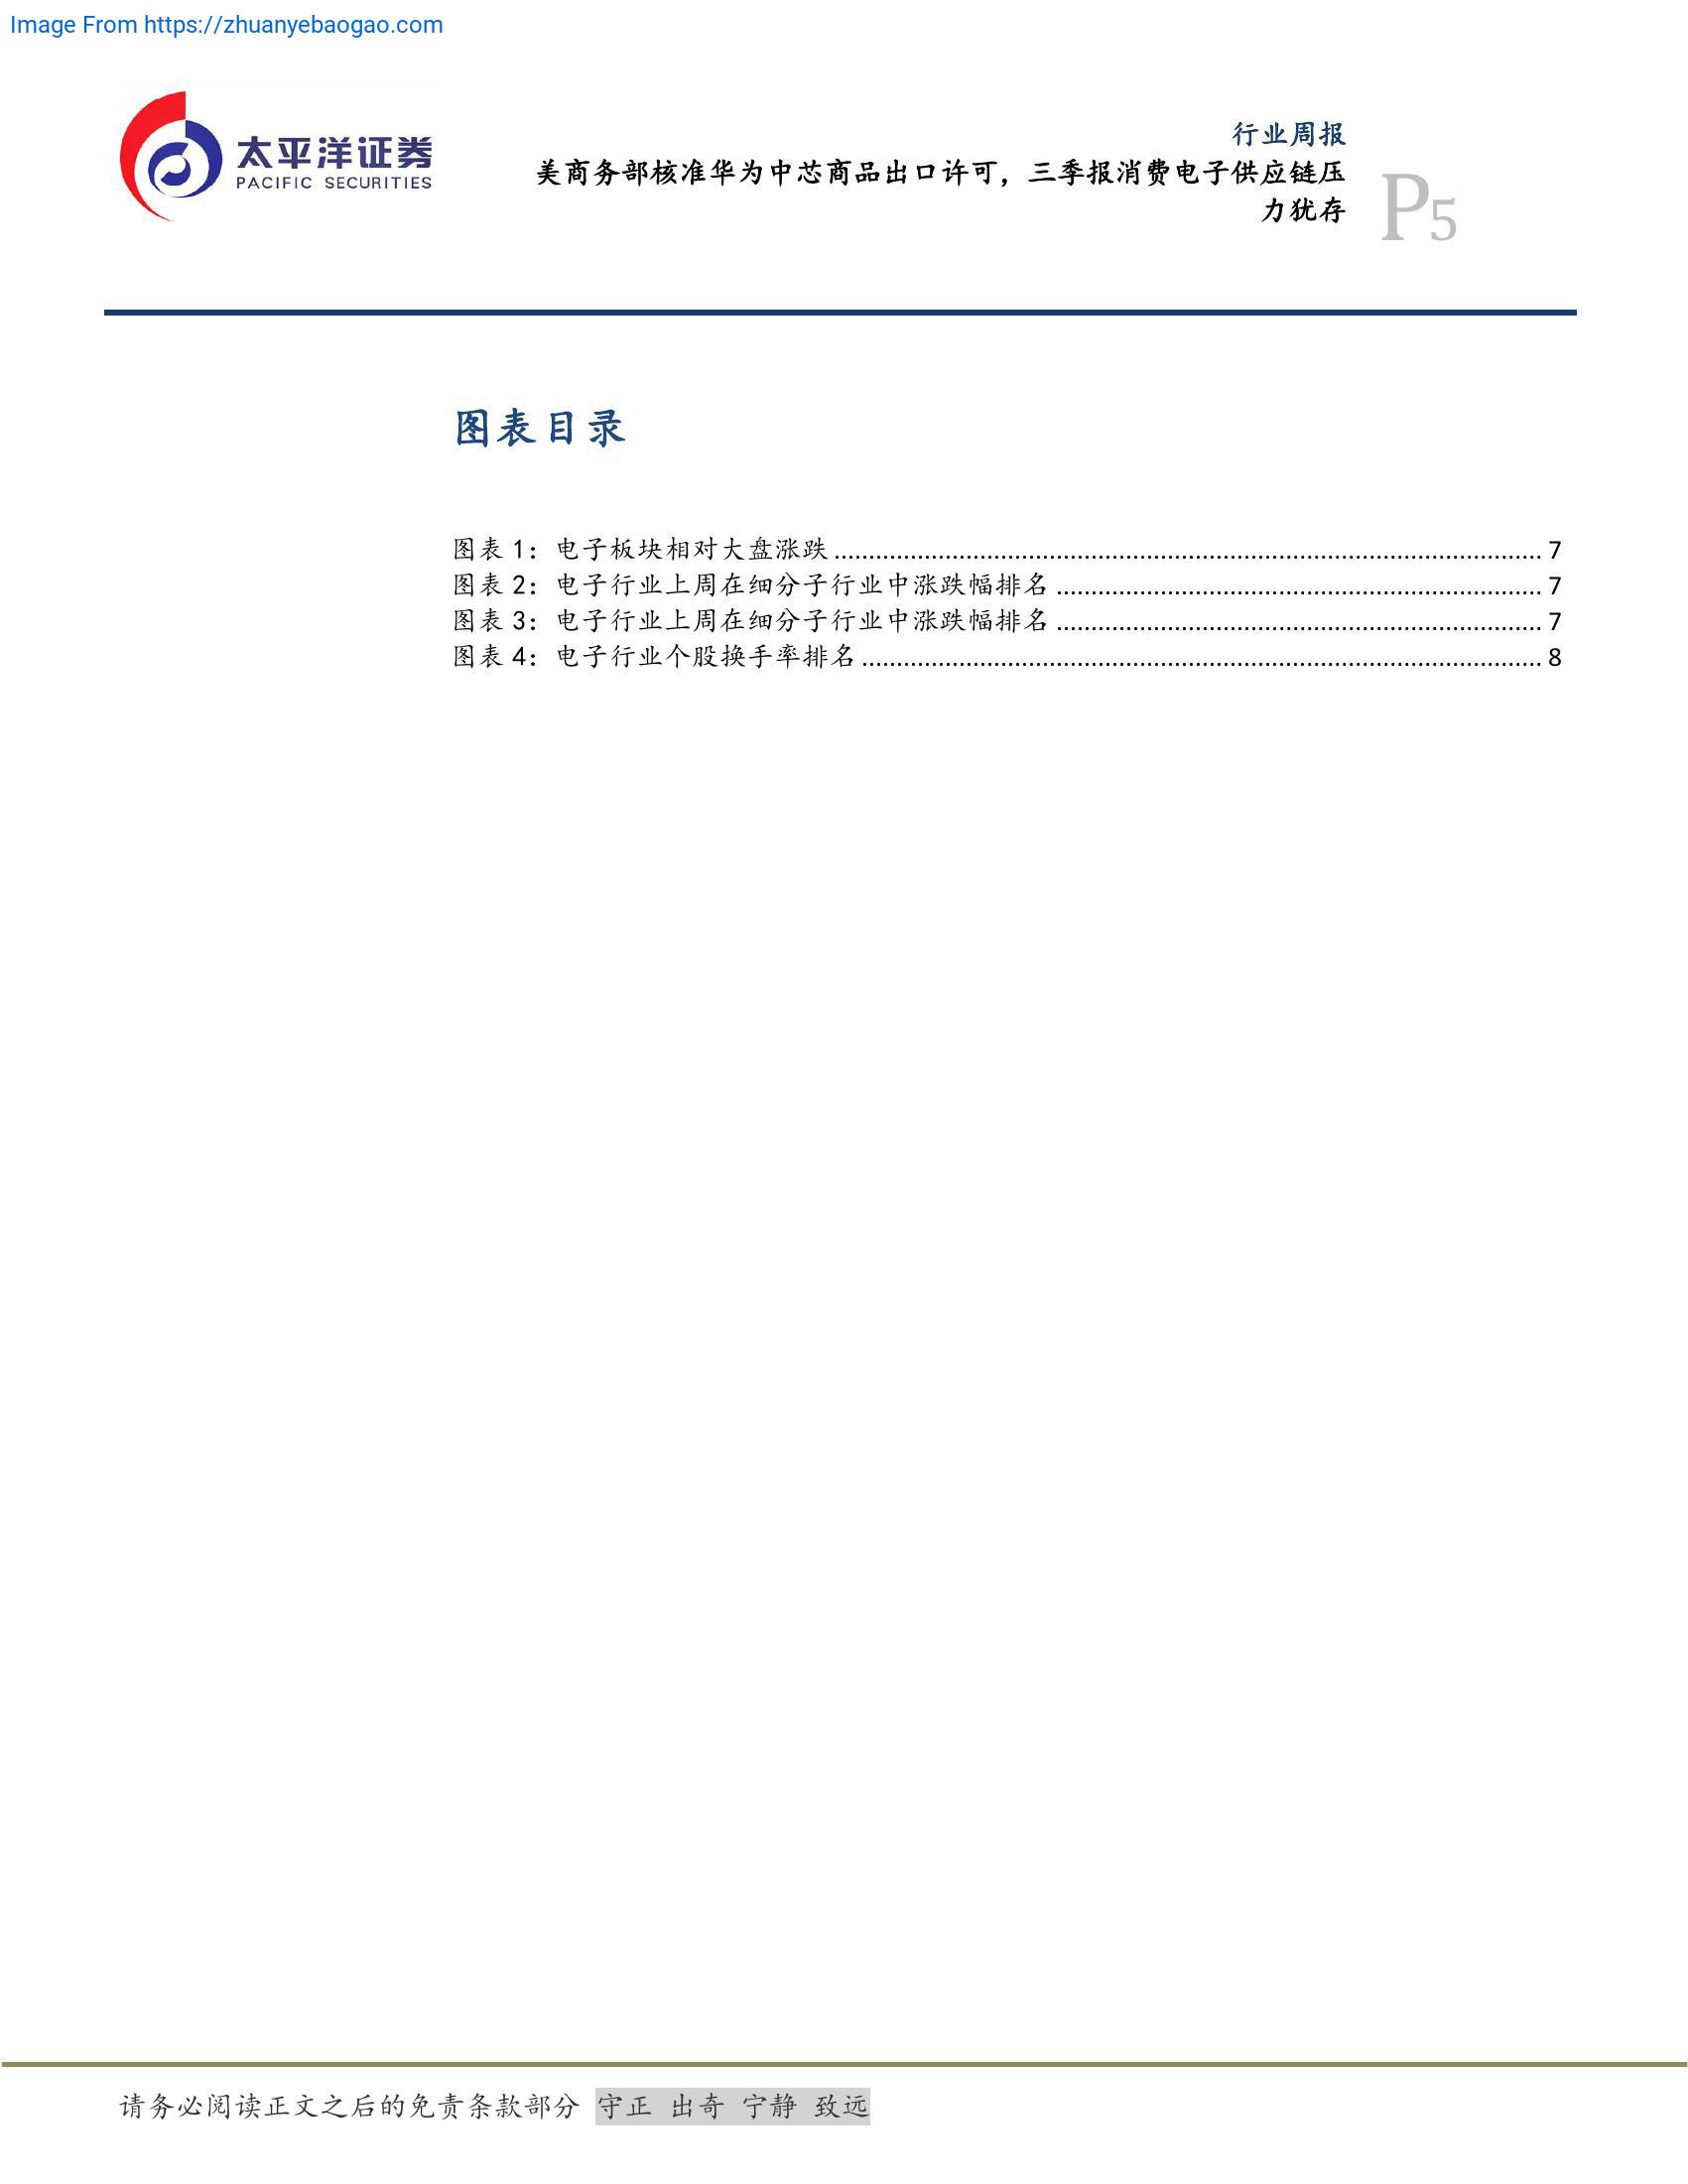 Image From https://zhuanyebaogao.com
太平洋证券
PACIFIC SECURITIES
行业周报
美商务部核准华为中芯商品出口许可，三季报消费电子供应链压
力犹存
P5
图表目录
图表 1：电子板块相对大盘涨跌 ........................................ 7
图表 2：电子行业上周在细分子行业中涨跌幅排名 ........................................ 7
图表 3：电子行业上周在细分子行业中涨跌幅排名 ........................................ 7
图表 4：电子行业个股换手率排名 ........................................ 8
请务必阅读正文之后的免责条款部分 守正 出奇 宁静 致远